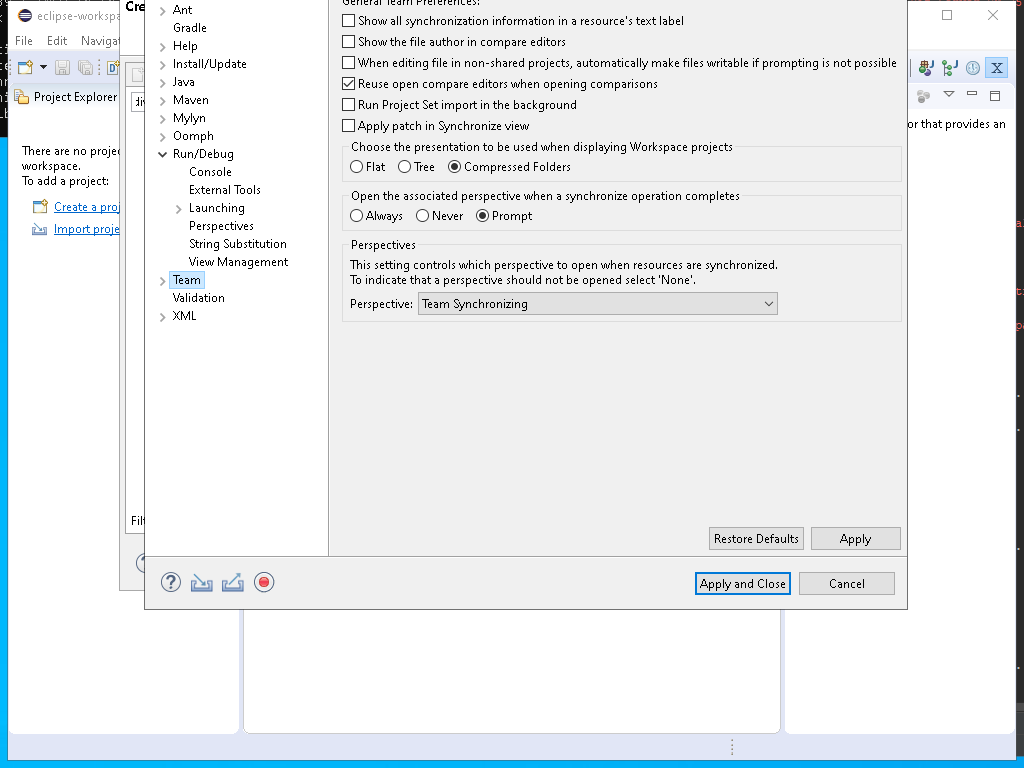 eclipse-workspa
File Edit Navigat
Project Explorer
There are no projec
workspace.
To add a project:
Create a proj
Import proje
Cre
Filt
Ant
Gradle
Help
Install/Update
Java
Maven
Mylyn
Oomph
Run/Debug
Console
External Tools
Launching
Perspectives
String Substitution
View Management
Team
Validation
XML
General Team Preferences:
Show all synchronization information in a resource's text label
Show the file author in compare editors
When editing file in non-shared projects, automatically make files writable if prompting is not possible
Reuse open compare editors when opening comparisons
Run Project Set import in the background
Apply patch in Synchronize view
Choose the presentation to be used when displaying Workspace projects
Flat Tree Compressed Folders
Open the associated perspective when a synchronize operation completes
Always Never Prompt
Perspectives
This setting controls which perspective to open when resources are synchronized.
To indicate that a perspective should not be opened select 'None'.
Perspective: Team Synchronizing
Restore Defaults Apply
Apply and Close Cancel
or that provides an